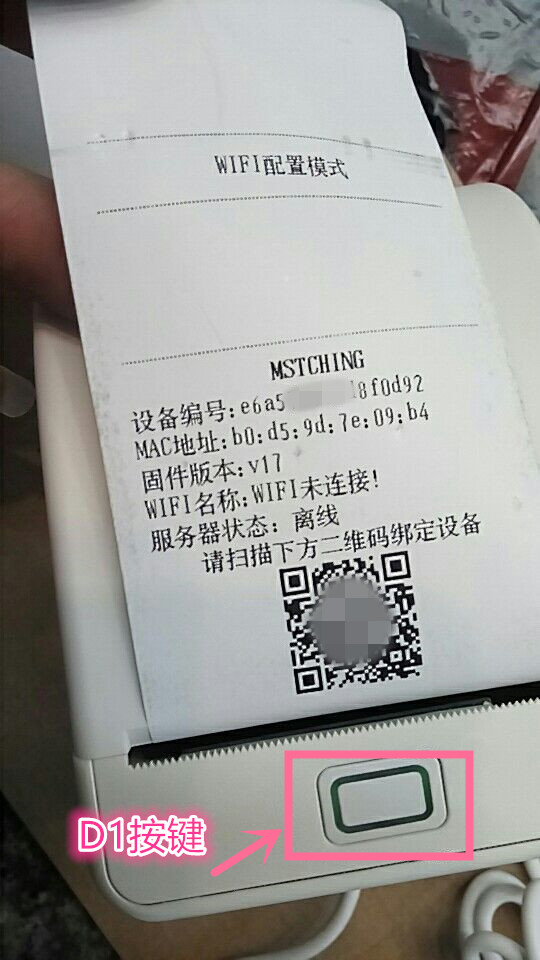 WIFI配置模式
MSTCHING
设备编号:e6a5 8f0d92
MAC地址:b0:d5:9d:7e:09:b4
固件版本:v17
WIFI名称:WIFI未连接!
服务器状态: 离线
请扫描下方二维码绑定设备
D1按键